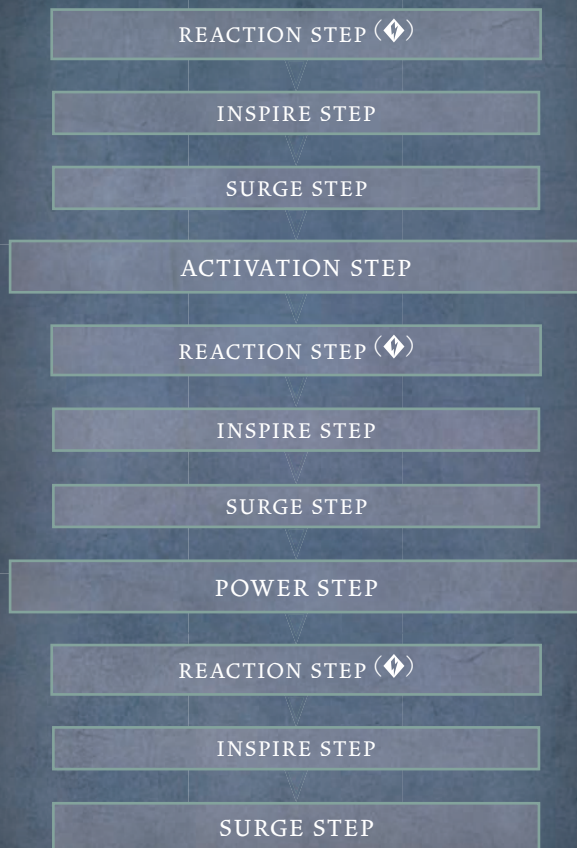 REACTION STEP ()
INSPIRE STEP
SURGE STEP
ACTIVATION STEP
REACTION STEP ()
INSPIRE STEP
SURGE STEP
POWER STEP
REACTION STEP ()
INSPIRE STEP
SURGE STEP